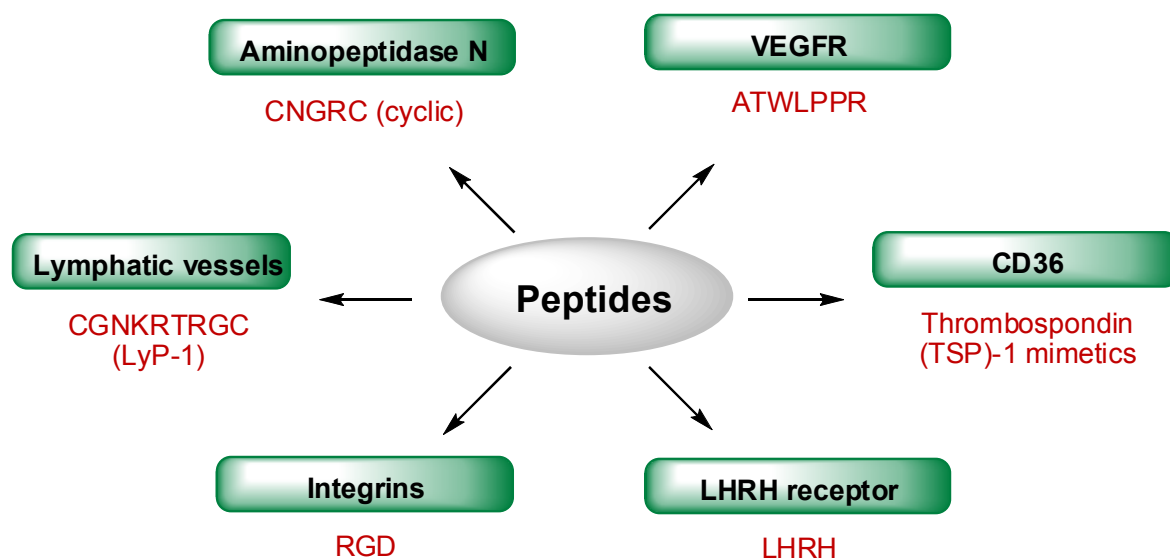 Aminopeptidase N
CNGRC (cyclic)
VEGFR
ATWLPPR
Lymphatic vessels
CGNKRTRGC
(LyP-1)
Peptides
CD36
Thrombospondin
(TSP)-1 mimetics
Integrins
RGD
LHRH receptor
LHRH